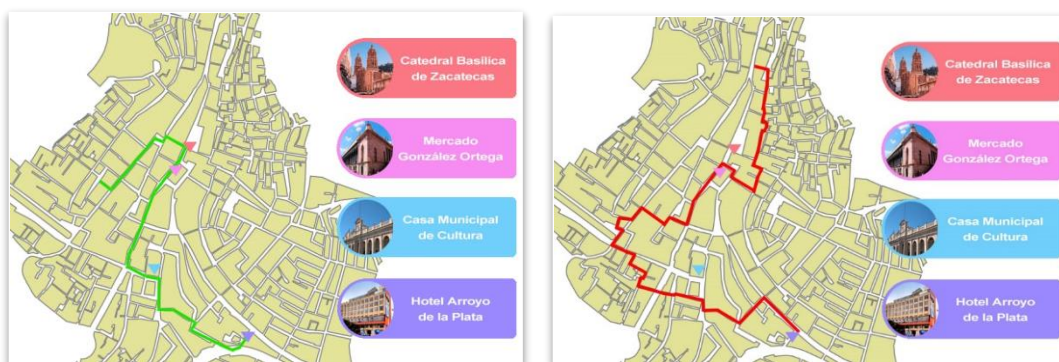 Catedral Basílica
de Zacatecas
Mercado
González Ortega
Casa Municipal
de Cultura
Hotel Arroyo
de la Plata
Catedral Basílica
de Zacatecas
Mercado
González Ortega
Casa Municipal
de Cultura
Hotel Arroyo
de la Plata